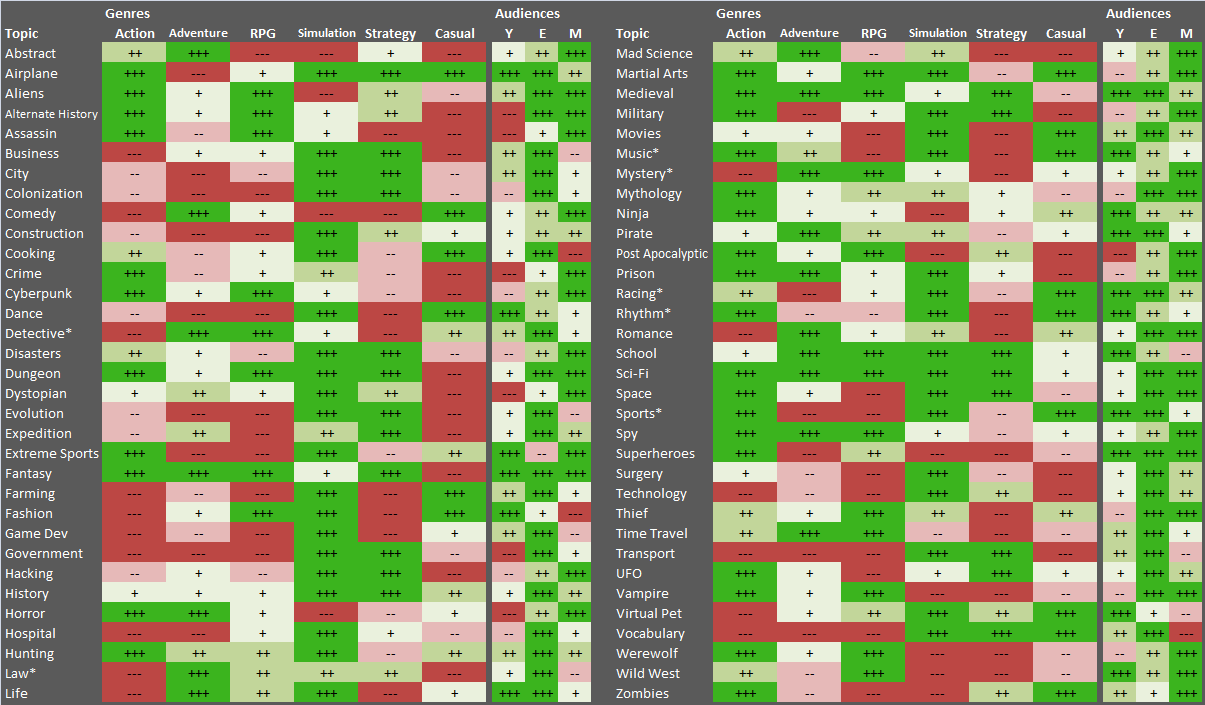 Genres Audiences
Topic Action Adventure RPG Simulation Strategy Casual Y E M
Abstract ++ +++ --- --- + --- + ++ +++
Airplane +++ --- + +++ +++ +++ +++ +++ ++
Aliens +++ + +++ --- ++ -- ++ +++ +++
Alternate History +++ + +++ + ++ --- --- +++ +++
Assassin +++ -- +++ + --- --- --- + +++
Business --- + + +++ +++ --- ++ +++ --
City -- --- -- +++ +++ -- ++ +++ +
Colonization -- --- --- +++ +++ -- -- +++ +
Comedy --- +++ + --- --- +++ + ++ +++
Construction -- --- --- +++ ++ + + ++ ++
Cooking ++ -- + +++ -- +++ + +++ ---
Crime +++ -- + ++ -- --- --- + +++
Cyberpunk +++ + +++ + -- --- -- ++ +++
Dance -- --- --- +++ --- +++ +++ ++ +
Detective* --- +++ +++ + --- ++ ++ +++ +
Disasters ++ + -- +++ +++ -- -- ++ +++
Dungeon +++ + +++ +++ +++ --- + +++ +++
Dystopian + ++ + +++ ++ --- --- + +++
Evolution -- --- --- +++ +++ --- + +++ --
Expedition -- ++ --- ++ +++ --- + +++ ++
Extreme Sports +++ --- --- +++ -- ++ +++ -- +++
Fantasy +++ +++ +++ + +++ --- +++ +++ +++
Farming --- -- --- +++ --- +++ ++ +++ +
Fashion --- + +++ +++ --- +++ +++ + ---
Game Dev --- -- --- +++ --- + ++ +++ --
Government --- --- --- +++ +++ -- --- +++ +
Hacking -- + -- +++ +++ --- -- ++ +++
History + + + +++ +++ ++ + +++ ++
Horror +++ +++ + --- -- + --- ++ +++
Hospital --- --- + +++ + -- -- +++ +
Hunting +++ ++ ++ +++ -- ++ ++ +++ ++
Law* --- +++ ++ ++ ++ --- + +++ --
Life --- +++ ++ +++ --- + +++ +++ +
Genres Audiences
Topic Action Adventure RPG Simulation Strategy Casual Y E M
Mad Science ++ +++ -- ++ --- --- + ++ +++
Martial Arts +++ + +++ +++ -- +++ -- ++ +++
Medieval +++ +++ +++ + +++ -- +++ +++ ++
Military +++ --- + +++ +++ --- -- ++ +++
Movies + + --- +++ --- +++ ++ +++ ++
Music* +++ ++ --- +++ --- +++ +++ ++ +
Mystery* --- +++ +++ + --- + + ++ +++
Mythology +++ + ++ ++ + -- -- +++ +++
Ninja +++ + + --- + ++ +++ ++ ++
Pirate + +++ ++ ++ -- + +++ +++ +
Post Apocalyptic +++ + +++ --- ++ --- --- ++ +++
Prison +++ +++ + +++ + --- -- ++ +++
Racing* ++ --- + +++ -- +++ +++ +++ ++
Rhythm* +++ -- -- +++ --- +++ +++ ++ +
Romance --- +++ + ++ --- ++ + +++ +++
School + +++ +++ +++ +++ + +++ ++ --
Sci-Fi +++ +++ +++ +++ +++ + + +++ +++
Space +++ + --- +++ +++ -- + +++ +++
Sports* +++ --- --- +++ -- +++ +++ +++ +
Spy +++ +++ +++ + -- + + ++ +++
Superheroes +++ --- ++ --- --- -- +++ +++ +++
Surgery + -- --- +++ -- --- + +++ ++
Technology --- -- --- +++ ++ --- + +++ ++
Thief ++ + +++ ++ --- ++ -- +++ +++
Time Travel ++ +++ +++ -- --- -- ++ +++ +
Transport --- --- --- +++ +++ --- ++ +++ --
UFO +++ + --- + +++ + + +++ ++
Vampire +++ + +++ --- --- -- -- +++ +++
Virtual Pet --- + ++ +++ ++ +++ +++ + --
Vocabulary --- --- --- +++ +++ +++ ++ +++ ---
Werewolf +++ + +++ --- --- -- -- ++ +++
Wild West ++ -- +++ --- --- -- +++ ++ +++
Zombies +++ -- --- --- ++ +++ ++ + +++